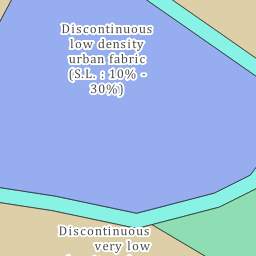 Discontinuous
low density
urban fabric
(S.L. : 10% -
30%)
Discontinuous
very low